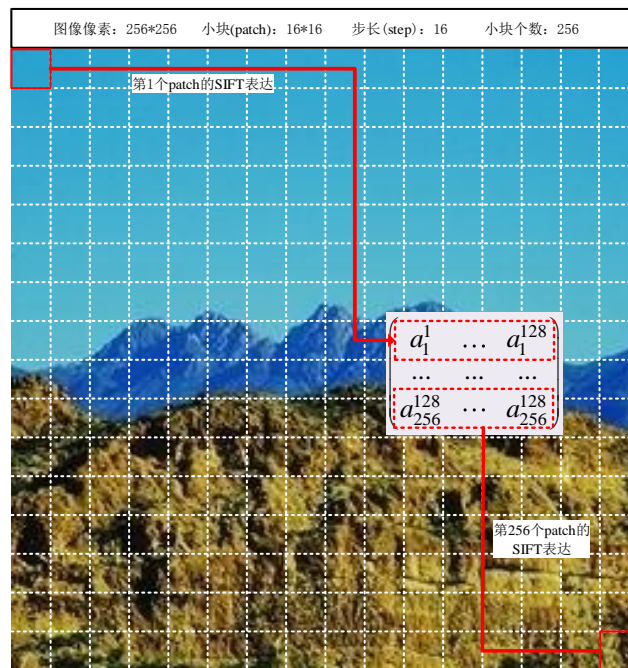 图像像素：256*256 小块(patch)：16*16 步长(step)：16 小块个数：256
第1个patch的SIFT表达
a_1^1 … a_1^128
… … …
a_256^128 … a_256^128
第256个patch的
SIFT表达